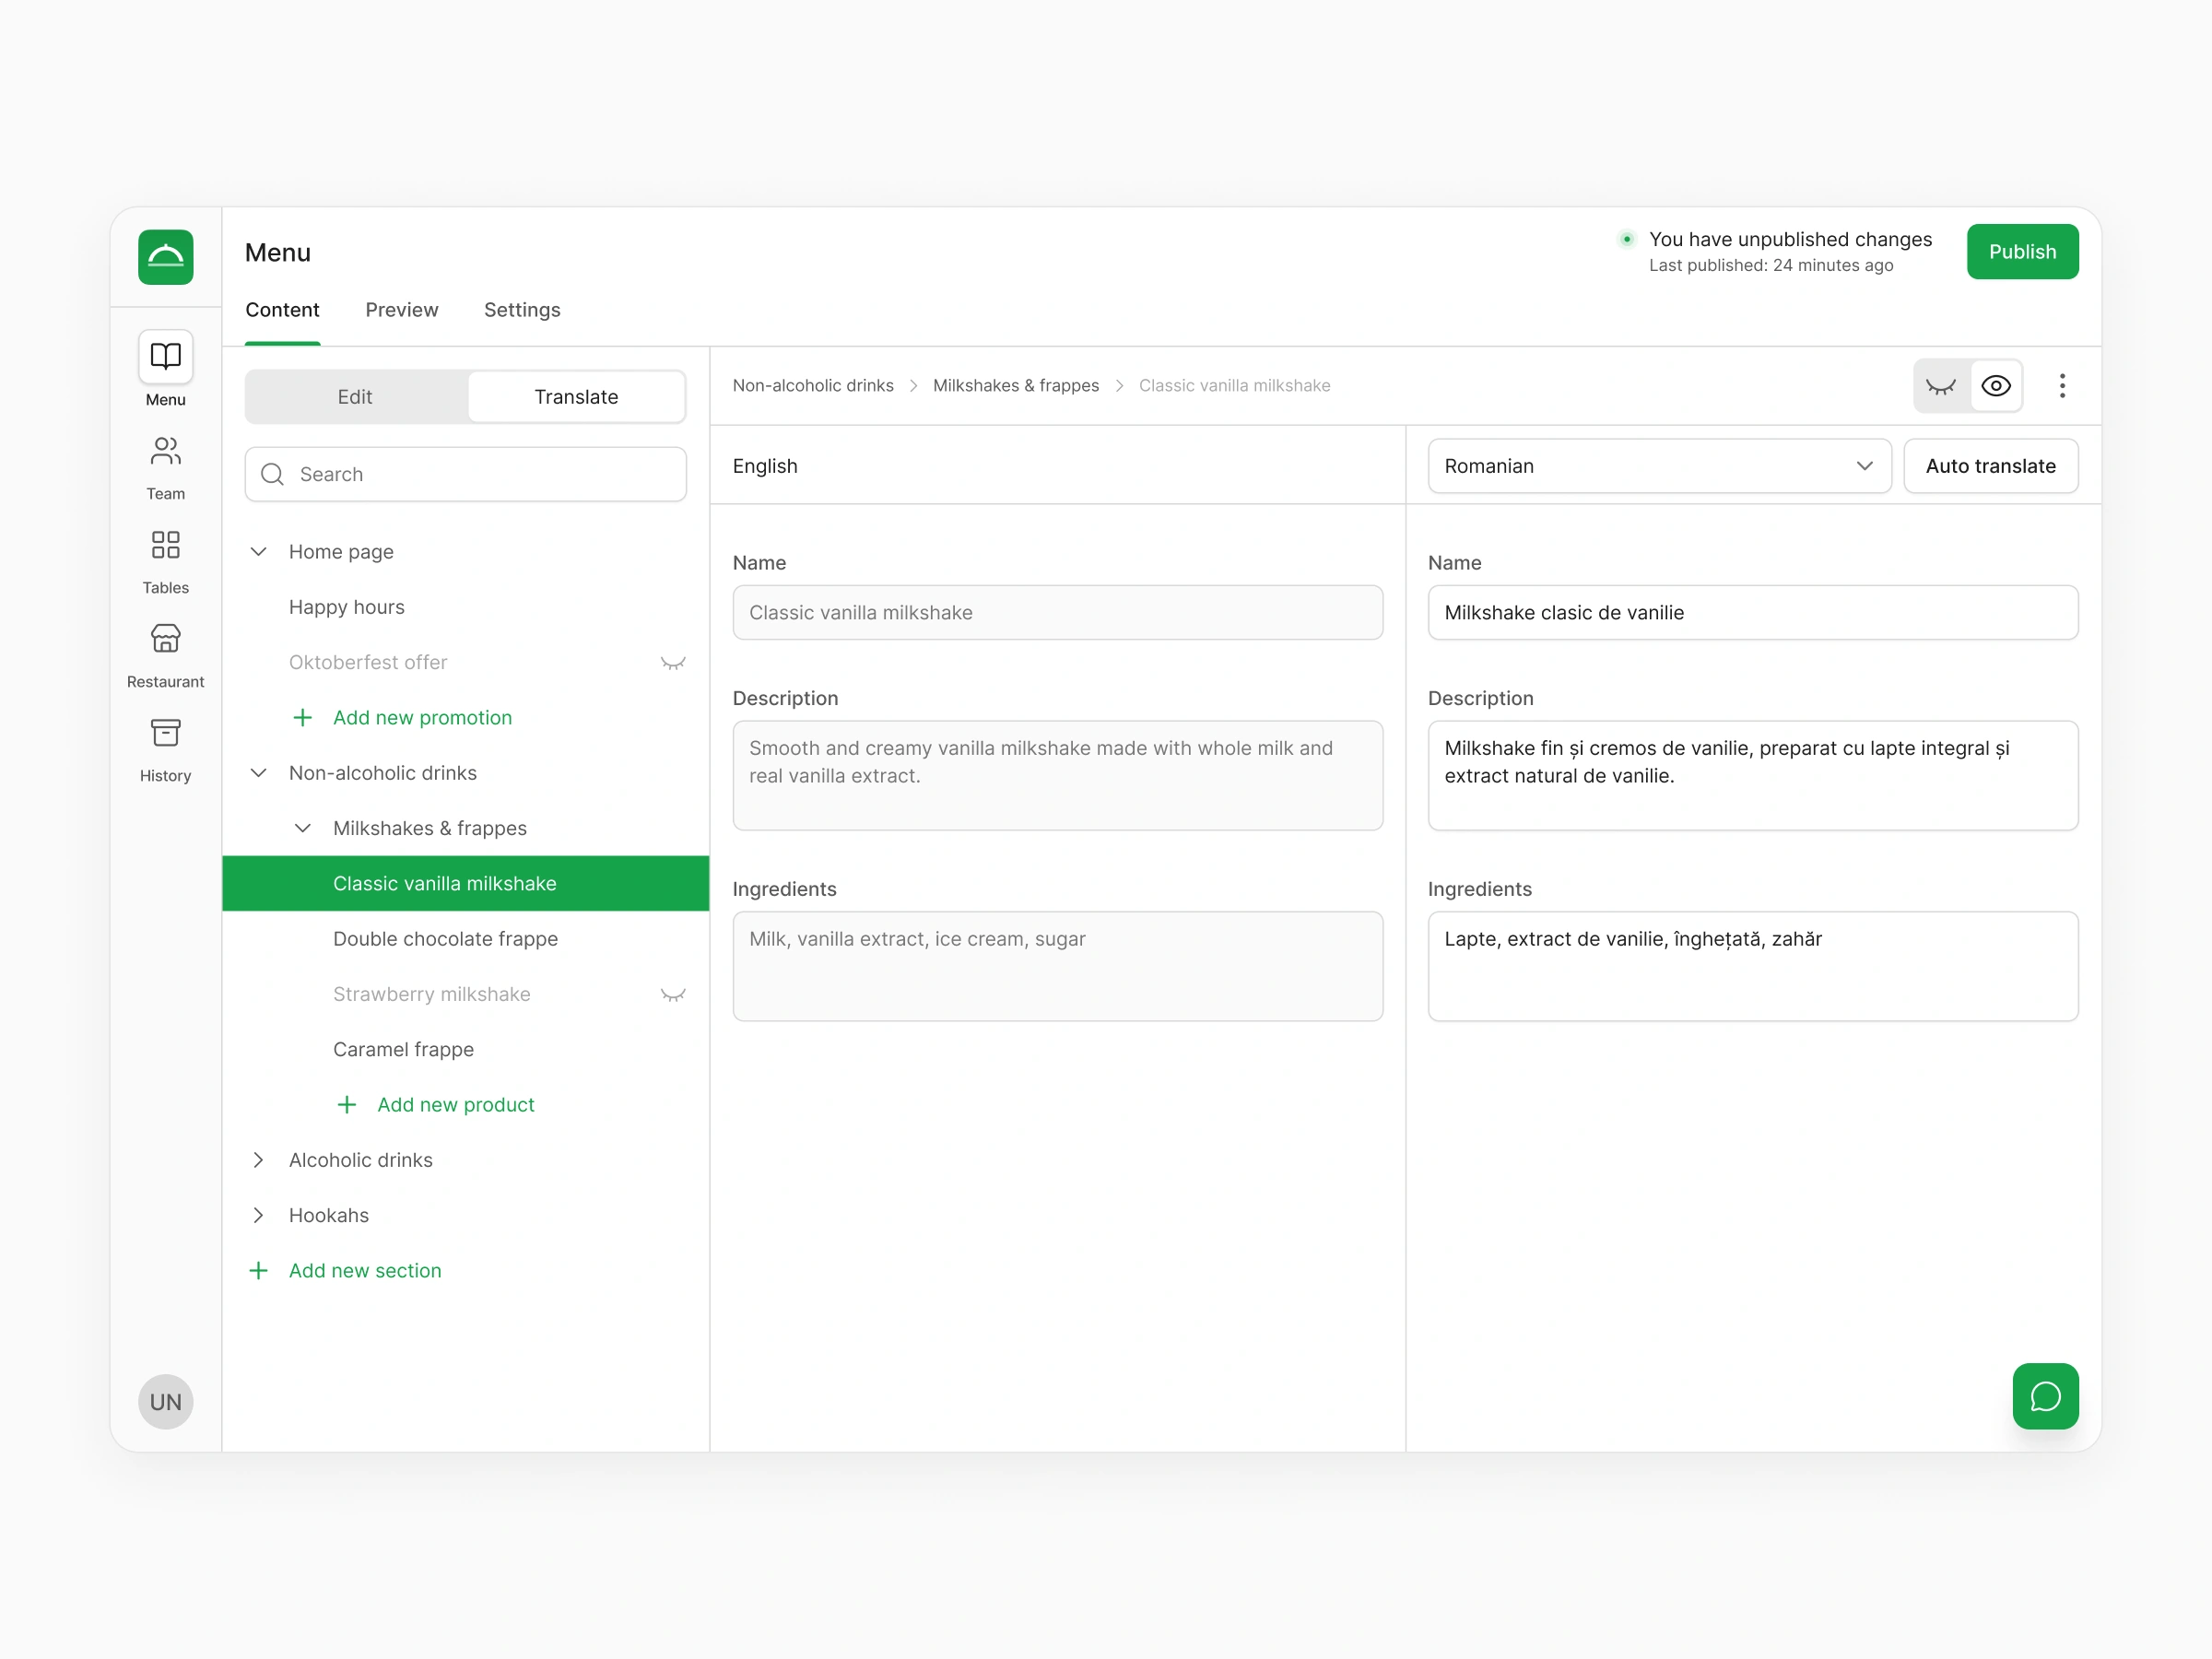 Menu
You have unpublished changes
Last published: 24 minutes ago
Publish
Content
Preview
Settings
Menu
Team
Tables
Restaurant
History
UN
Edit
Translate
Search
Home page
Happy hours
Oktoberfest offer
Add new promotion
Non-alcoholic drinks
Milkshakes & frappes
Classic vanilla milkshake
Double chocolate frappe
Strawberry milkshake
Caramel frappe
Add new product
Alcoholic drinks
Hookahs
Add new section
Non-alcoholic drinks
Milkshakes & frappes
Classic vanilla milkshake
English
Name
Classic vanilla milkshake
Description
Smooth and creamy vanilla milkshake made with whole milk and
real vanilla extract.
Ingredients
Milk, vanilla extract, ice cream, sugar
Romanian
Auto translate
Name
Milkshake clasic de vanilie
Description
Milkshake fin și cremos de vanilie, preparat cu lapte integral și
extract natural de vanilie.
Ingredients
Lapte, extract de vanilie, înghețată, zahăr